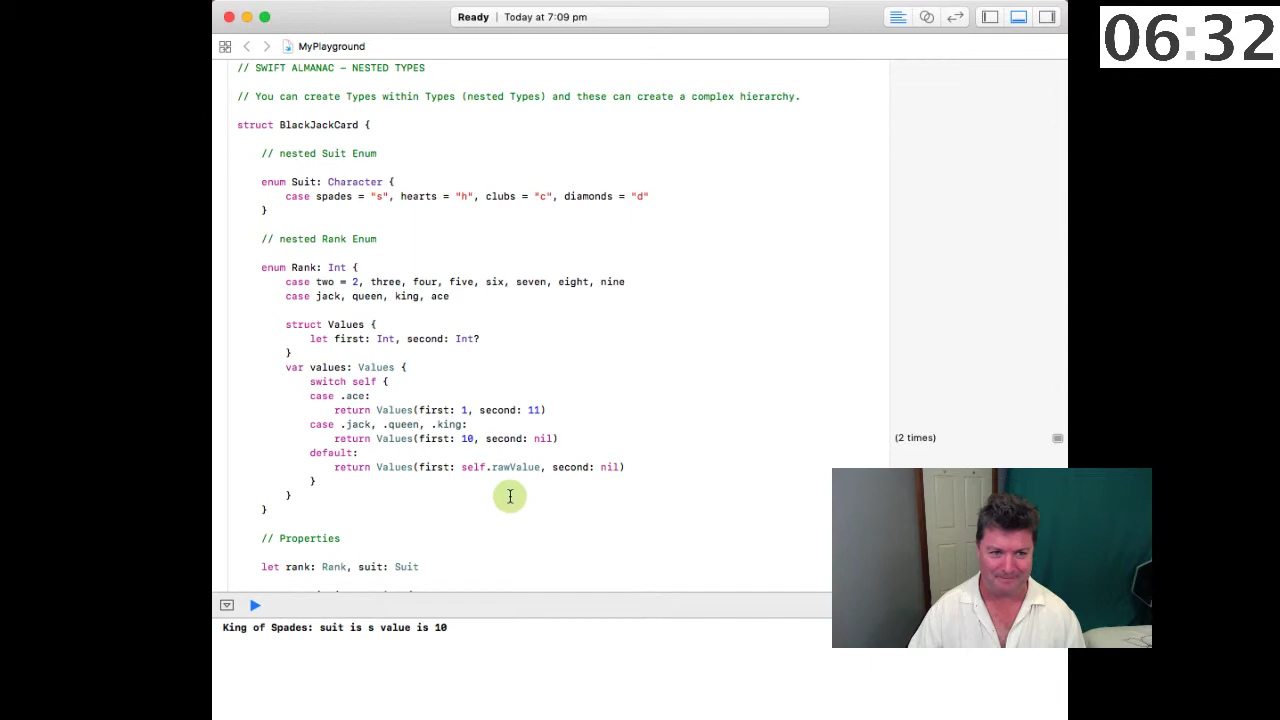 Ready | Today at 7:09 pm
06:32
MyPlayground
// SWIFT ALMANAC - NESTED TYPES
// You can create Types within Types (nested Types) and these can create a complex hierarchy.
struct BlackJackCard {
// nested Suit Enum
enum Suit: Character {
case spades = "s", hearts = "h", clubs = "c", diamonds = "d"
}
// nested Rank Enum
enum Rank: Int {
case two = 2, three, four, five, six, seven, eight, nine
case jack, queen, king, ace
struct Values {
let first: Int, second: Int?
}
var values: Values {
switch self {
case .ace:
return Values(first: 1, second: 11)
case .jack, .queen, .king:
return Values(first: 10, second: nil)
(2 times)
default:
return Values(first: self.rawValue, second: nil)
}
}
}
// Properties
let rank: Rank, suit: Suit
King of Spades: suit is s value is 10